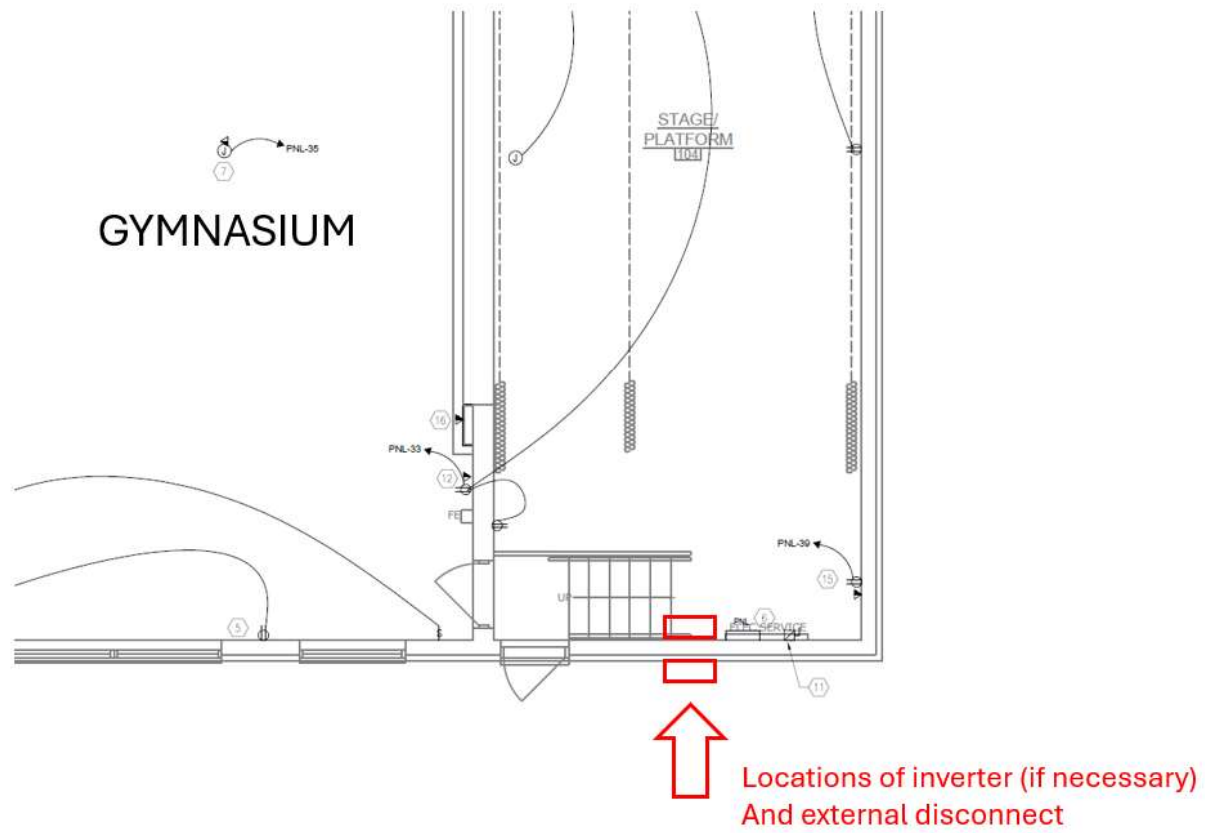 STAGE/
PLATFORM
104
J
PNL-35
7
J
GYMNASIUM
16
PNL-33
12
FE
PNL-39
15
UP
PNL
6
ELEC SERVICE
5
$
11
Locations of inverter (if necessary)
And external disconnect